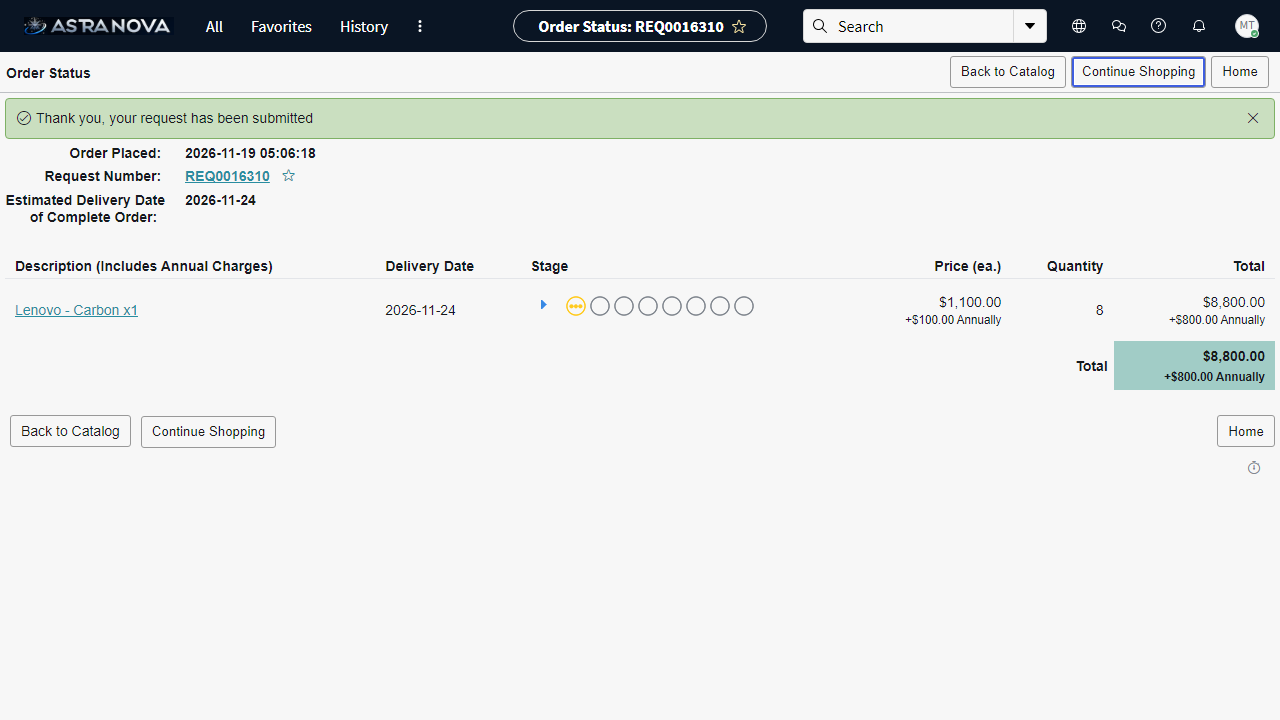 ASTRANOVA
All
Favorites
History
Order Status: REQ0016310
Search
MT
Order Status
Back to Catalog
Continue Shopping
Home
Thank you, your request has been submitted
Order Placed: 2026-11-19 05:06:18
Request Number: REQ0016310
Estimated Delivery Date 2026-11-24
of Complete Order:
Description (Includes Annual Charges) Delivery Date Stage Price (ea.) Quantity Total
Lenovo - Carbon x1 2026-11-24 $1,100.00 8 $8,800.00
+$100.00 Annually +$800.00 Annually
Total $8,800.00
+$800.00 Annually
Back to Catalog
Continue Shopping
Home